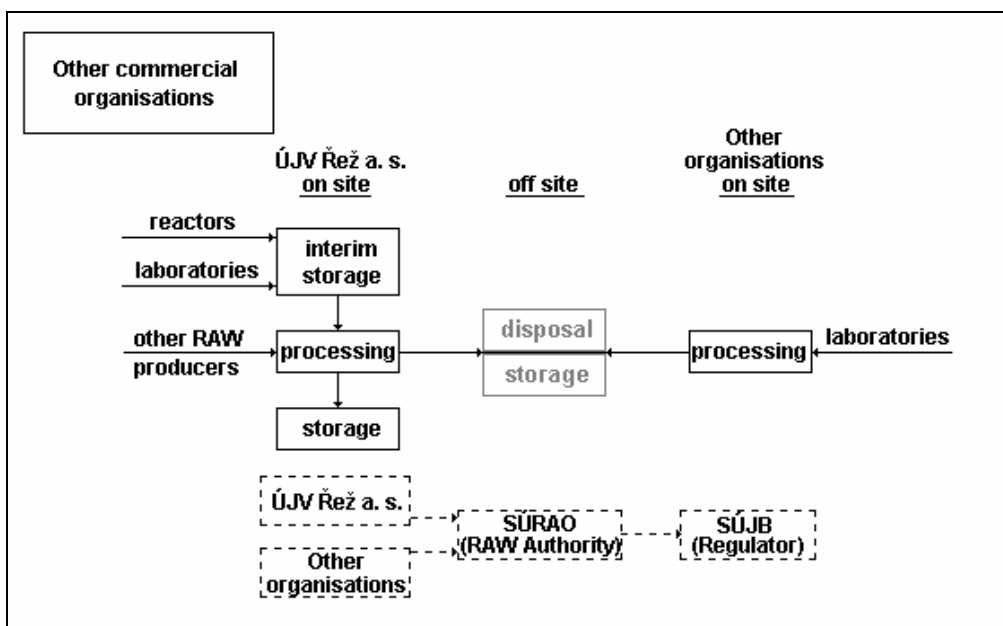 Other commercial
organisations
ÚJV Řež a. s.
on site
off site
Other
organisations
on site
reactors
laboratories
interim
storage
other RAW
producers
processing
disposal
storage
processing
laboratories
storage
ÚJV Řež a. s.
Other
organisations
SÚRAO
(RAW Authority)
SÚJB
(Regulator)